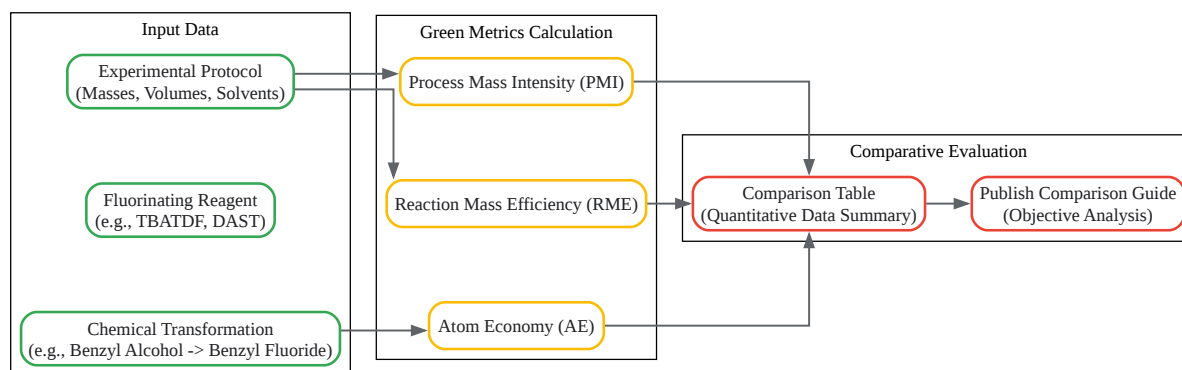 Input Data
Experimental Protocol
(Masses, Volumes, Solvents)
Fluorinating Reagent
(e.g., TBATDF, DAST)
Chemical Transformation
(e.g., Benzyl Alcohol -> Benzyl Fluoride)
Green Metrics Calculation
Process Mass Intensity (PMI)
Reaction Mass Efficiency (RME)
Atom Economy (AE)
Comparative Evaluation
Comparison Table
(Quantitative Data Summary)
Publish Comparison Guide
(Objective Analysis)